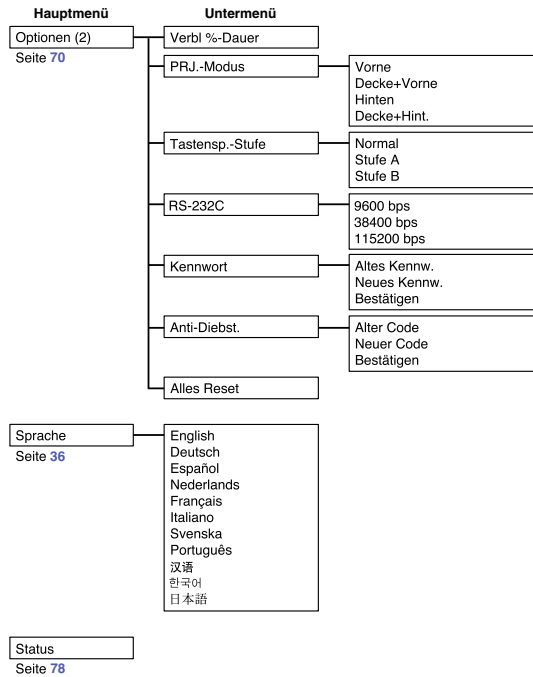 Hauptmenü
Untermenü
Optionen (2)
Seite 70
Verbl %-Dauer
PRJ.-Modus
Vorne
Decke+Vorne
Hinten
Decke+Hint.
Tastensp.-Stufe
Normal
Stufe A
Stufe B
RS-232C
9600 bps
38400 bps
115200 bps
Kennwort
Altes Kennw.
Neues Kennw.
Bestätigen
Anti-Diebst.
Alter Code
Neuer Code
Bestätigen
Alles Reset
Sprache
Seite 36
English
Deutsch
Español
Nederlands
Français
Italiano
Svenska
Português
汉语
한국어
日本語
Status
Seite 78